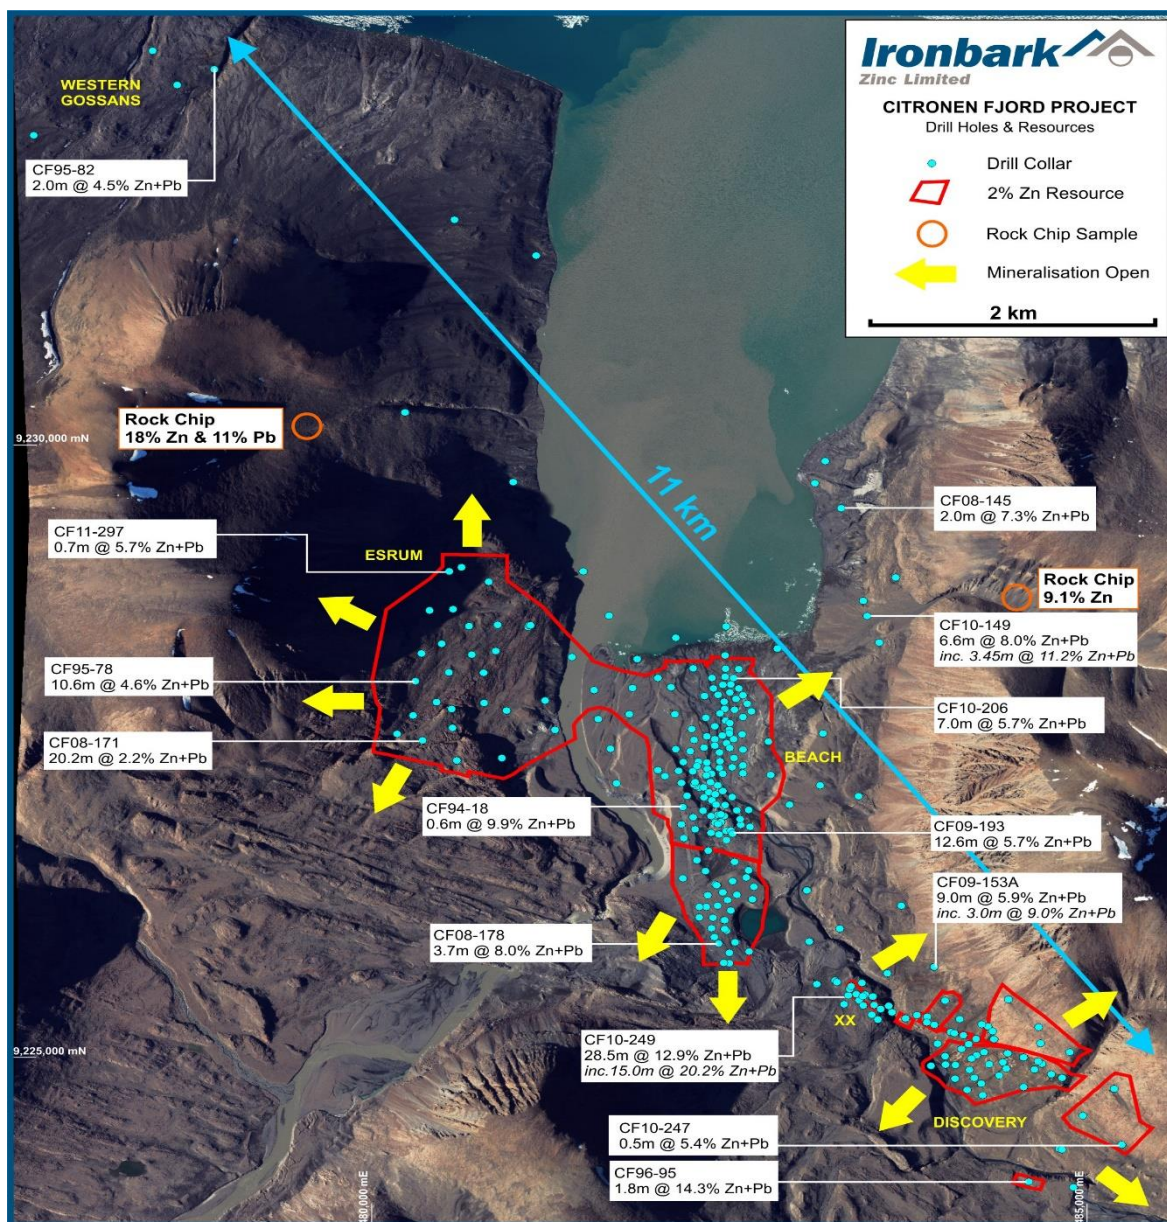 Ironbark
Zinc Limited
CITRONEN FJORD PROJECT
Drill Holes & Resources
Drill Collar
2% Zn Resource
Rock Chip Sample
Mineralisation Open
2 km
WESTERN
GOSSANS
CF95-82
2.0m @ 4.5% Zn+Pb
Rock Chip
18% Zn & 11% Pb
9,230,000 mN
11 km
CF08-145
2.0m @ 7.3% Zn+Pb
CF11-297
0.7m @ 5.7% Zn+Pb
ESRUM
Rock Chip
9.1% Zn
CF10-149
6.6m @ 8.0% Zn+Pb
inc. 3.45m @ 11.2% Zn+Pb
CF95-78
10.6m @ 4.6% Zn+Pb
CF10-206
7.0m @ 5.7% Zn+Pb
CF08-171
20.2m @ 2.2% Zn+Pb
BEACH
CF94-18
0.6m @ 9.9% Zn+Pb
CF09-193
12.6m @ 5.7% Zn+Pb
CF09-153A
9.0m @ 5.9% Zn+Pb
inc. 3.0m @ 9.0% Zn+Pb
CF08-178
3.7m @ 8.0% Zn+Pb
XX
9,225,000 mN
CF10-249
28.5m @ 12.9% Zn+Pb
inc.15.0m @ 20.2% Zn+Pb
DISCOVERY
CF10-247
0.5m @ 5.4% Zn+Pb
CF96-95
1.8m @ 14.3% Zn+Pb
480,000 mE
485,000 mE